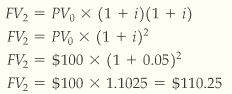 FV₂ = PV₀ × (1 + i)(1 + i)
FV₂ = PV₀ × (1 + i)²
FV₂ = $100 × (1 + 0.05)²
FV₂ = $100 × 1.1025 = $110.25